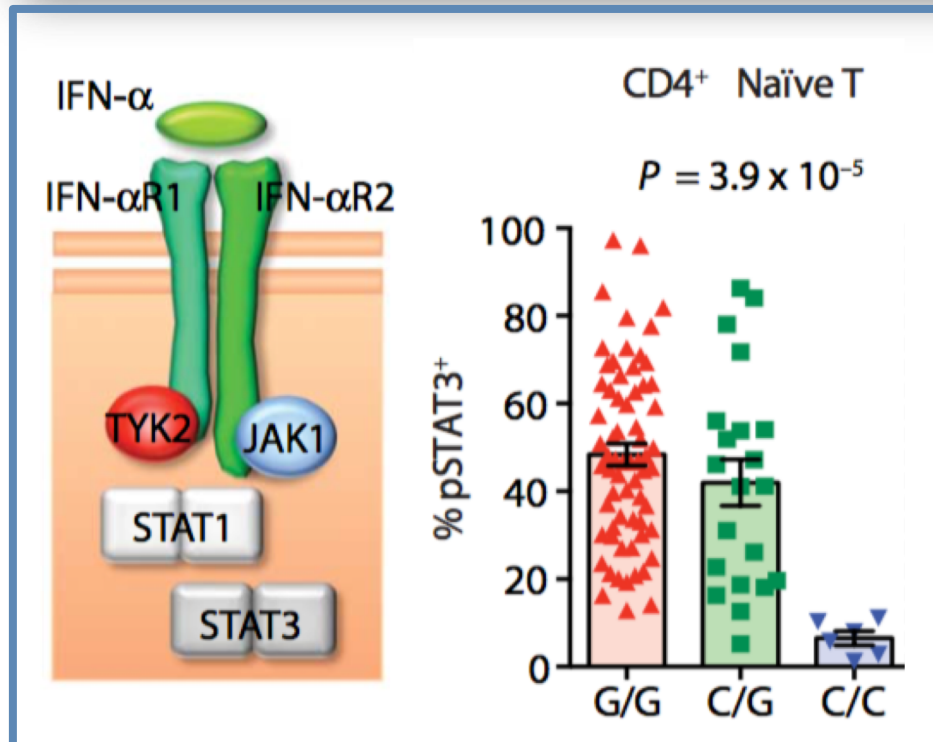 IFN-α
IFN-αR1
IFN-αR2
TYK2
JAK1
STAT1
STAT3
CD4⁺ Naïve T
P = 3.9 x 10⁻⁵
% pSTAT3⁺
100
80
60
40
20
0
G/G
C/G
C/C